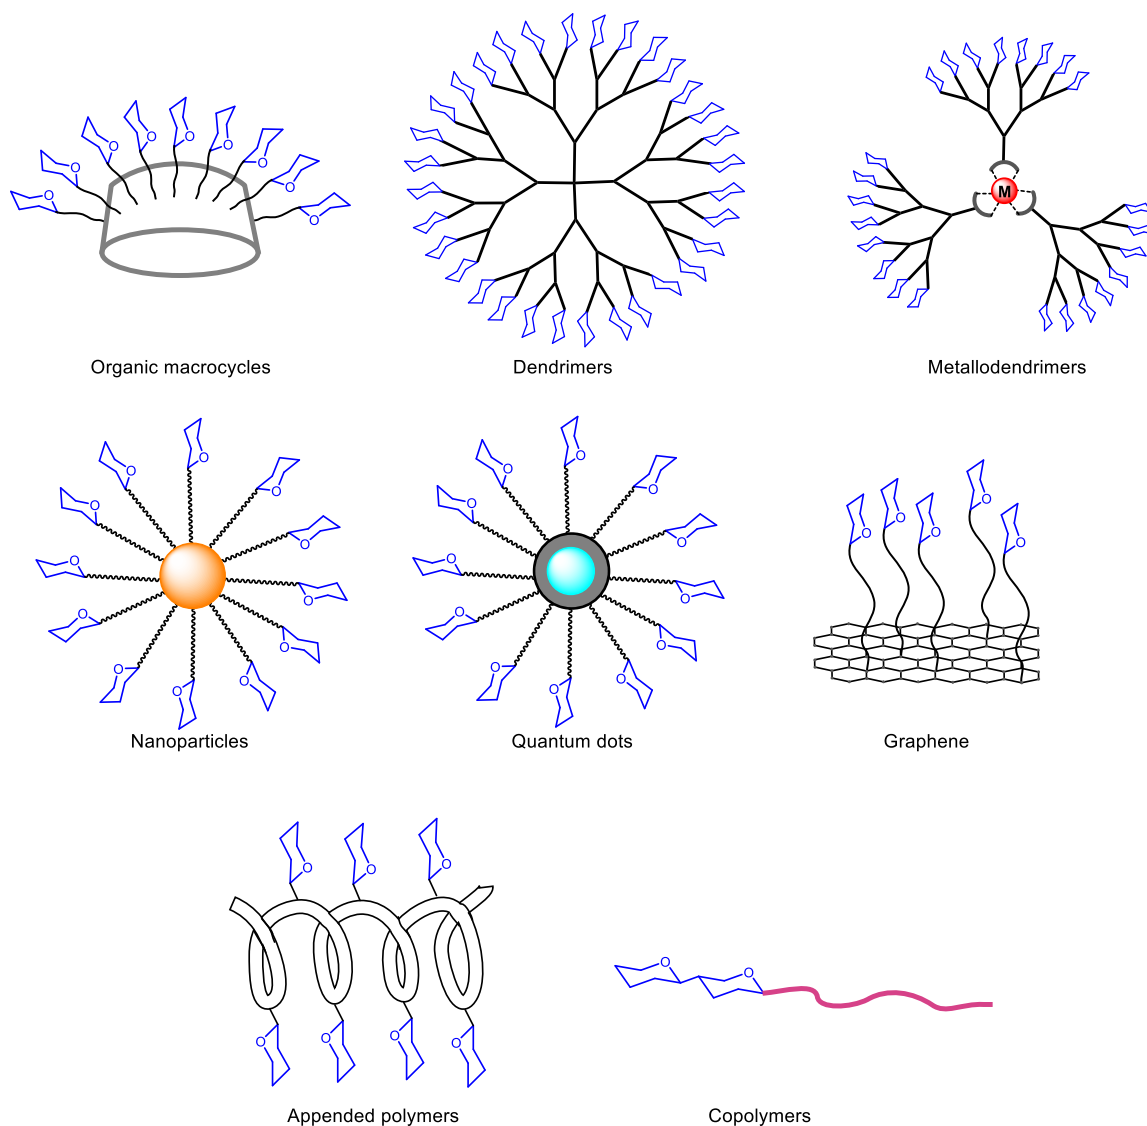 O O O O O O O O O
M
Organic macrocycles
Dendrimers
Metallodendrimers
O O O O O O O O O O O O
O O O O O O O O O O O O
O O O O O
Nanoparticles
Quantum dots
Graphene
O O O
O O O O
O O
Appended polymers
Copolymers